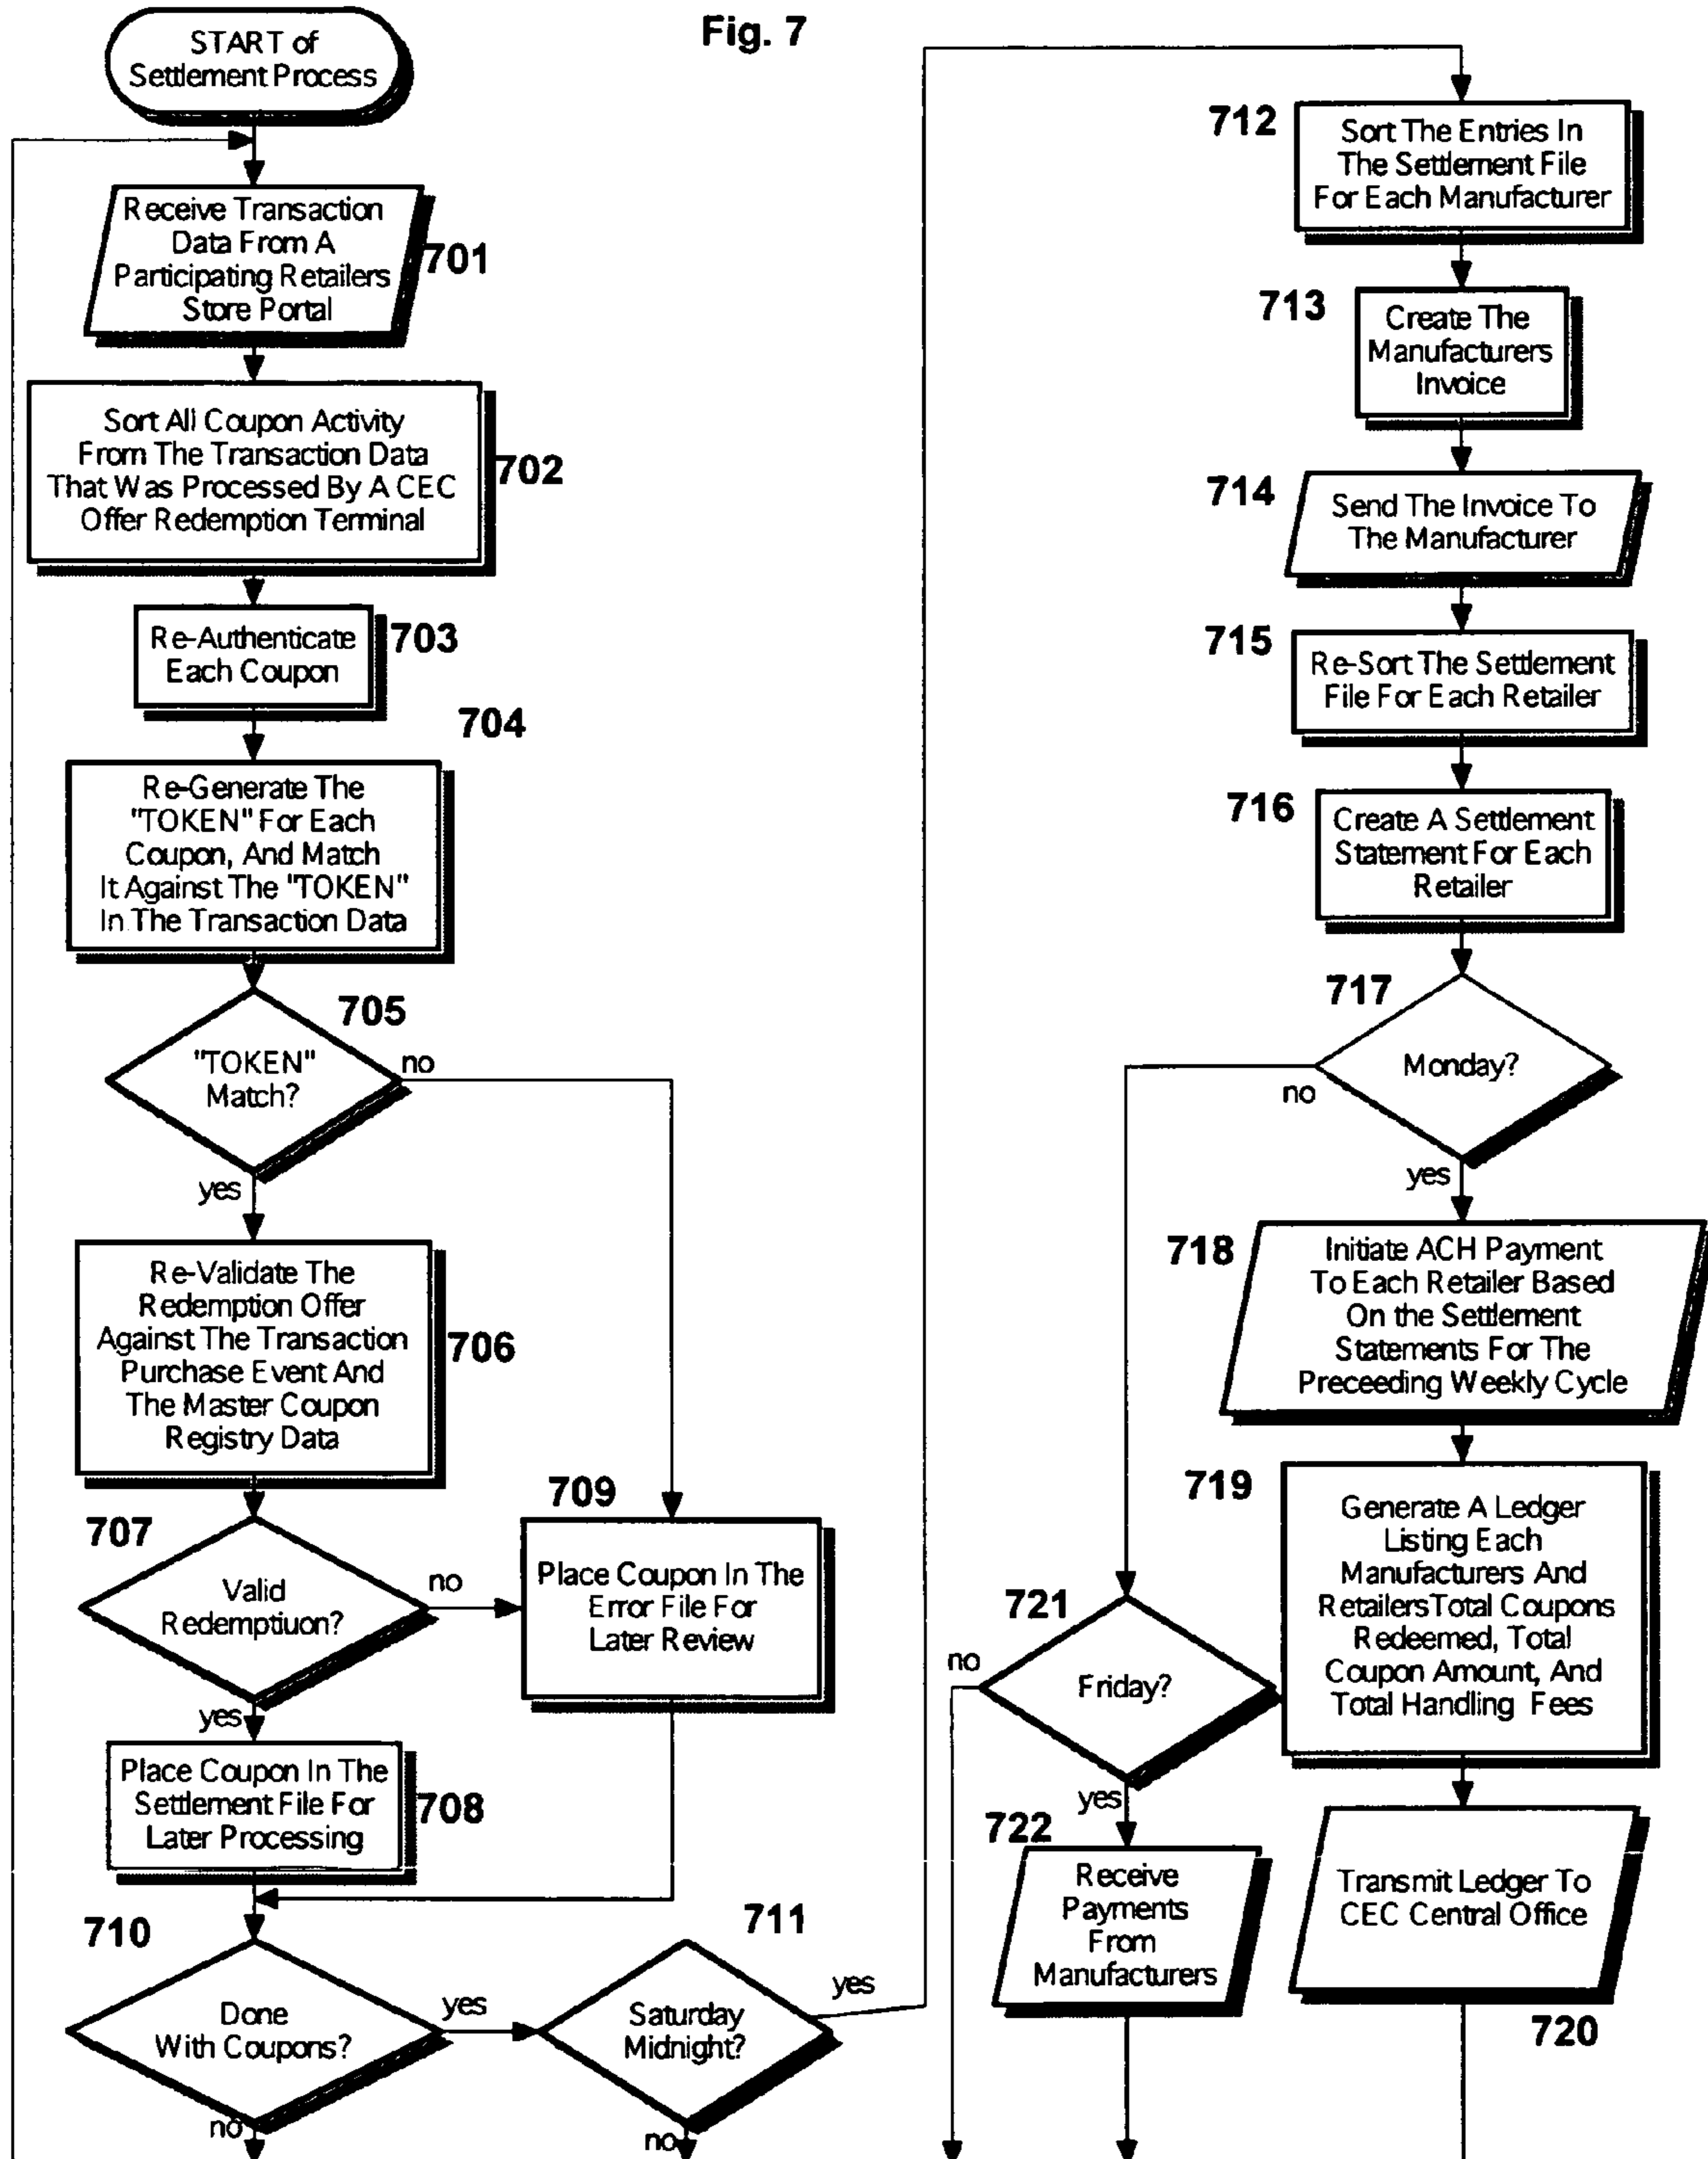 Fig. 7
START of
Settlement Process
Receive Transaction
Data From A
Participating Retailers
Store Portal
701
Sort All Coupon Activity
From The Transaction Data
That Was Processed By A CEC
Offer Redemption Terminal
702
Re-Authenticate
Each Coupon
703
704
Re-Generate The
"TOKEN" For Each
Coupon, And Match
It Against The "TOKEN"
In The Transaction Data
705
"TOKEN"
Match?
no
yes
Re-Validate The
Redemption Offer
Against The Transaction
Purchase Event And
The Master Coupon
Registry Data
706
707
Valid
Redemptiuon?
no
yes
709
Place Coupon In The
Error File For
Later Review
Place Coupon In The
Settlement File For
Later Processing
708
710
Done
With Coupons?
yes
no
711
Saturday
Midnight?
yes
no
712
Sort The Entries In
The Settlement File
For Each Manufacturer
713
Create The
Manufacturers
Invoice
714
Send The Invoice To
The Manufacturer
715
Re-Sort The Settlement
File For Each Retailer
716
Create A Settlement
Statement For Each
Retailer
717
Monday?
no
yes
718
Initiate ACH Payment
To Each Retailer Based
On the Settlement
Statements For The
Preceeding Weekly Cycle
719
Generate A Ledger
Listing Each
Manufacturers And
RetailersTotal Coupons
Redeemed, Total
Coupon Amount, And
Total Handling Fees
721
no
Friday?
yes
722
Receive
Payments
From
Manufacturers
Transmit Ledger To
CEC Central Office
720